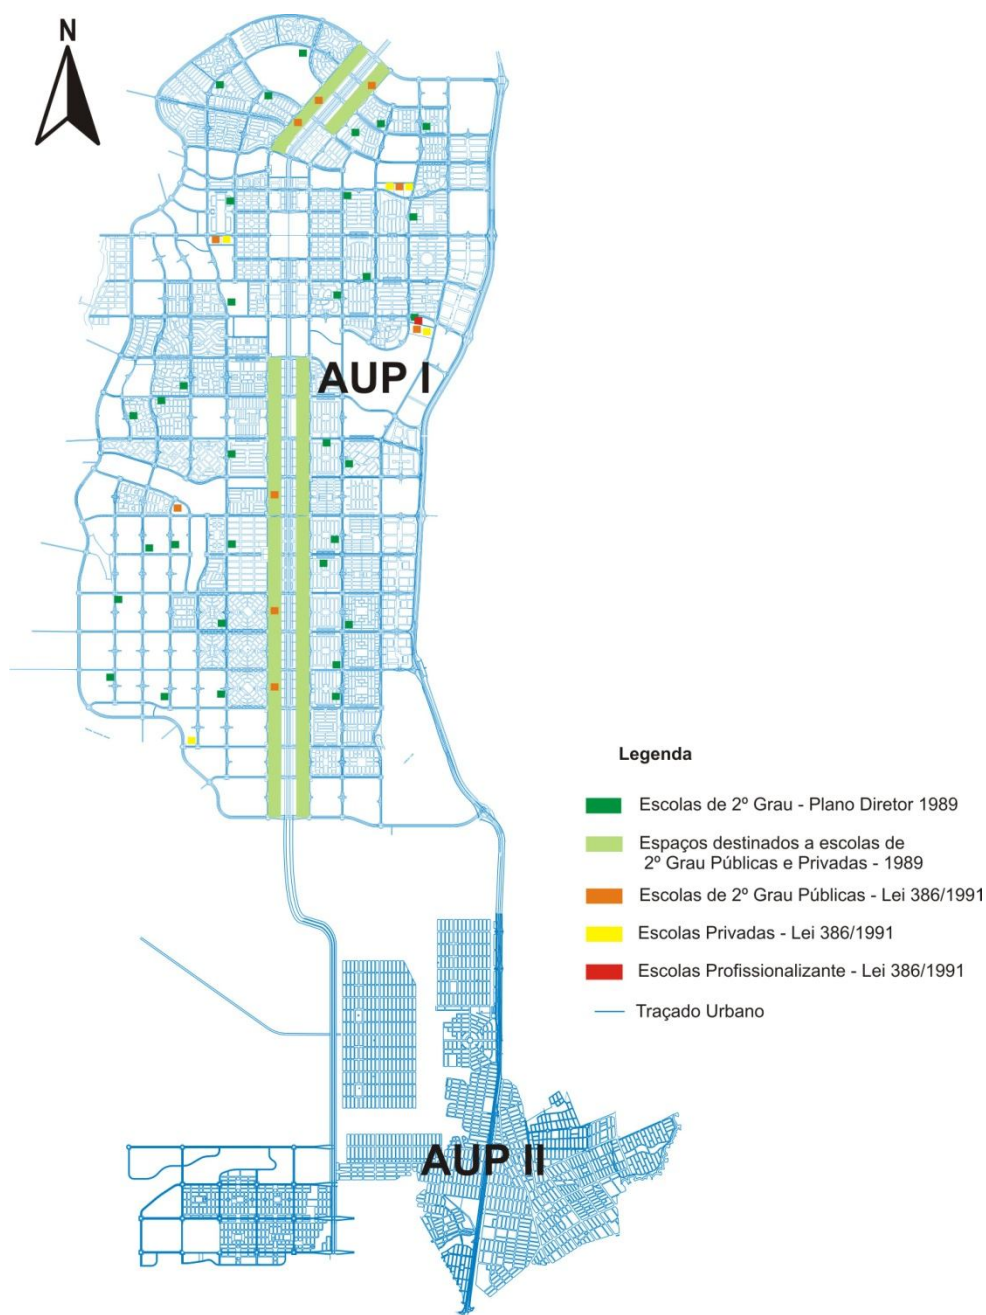 N
AUP I
Legenda
Escolas de 2º Grau - Plano Diretor 1989
Espaços destinados a escolas de
2º Grau Públicas e Privadas - 1989
Escolas de 2º Grau Públicas - Lei 386/1991
Escolas Privadas - Lei 386/1991
Escolas Profissionalizante - Lei 386/1991
Traçado Urbano
AUP II